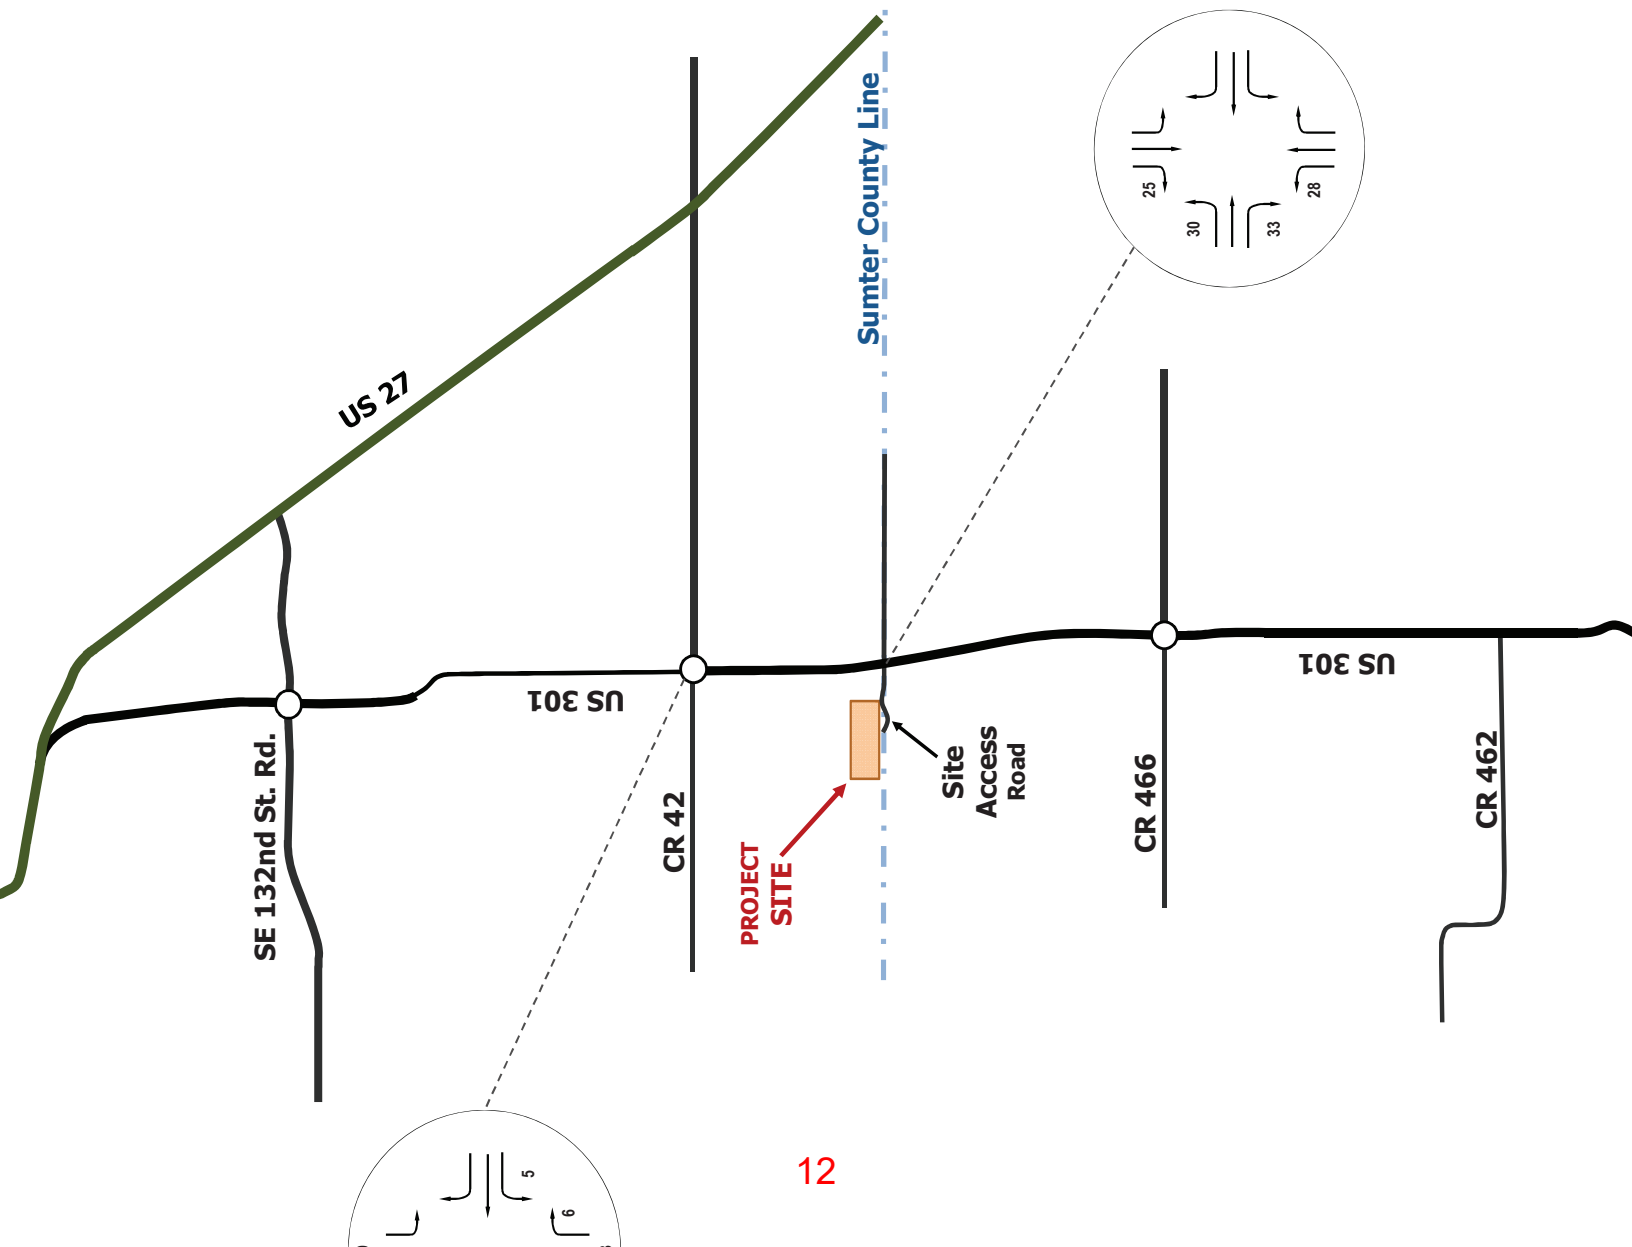 US 27
Sumter County Line
25
28
30
33
US 301
US 301
SE 132nd St. Rd.
CR 42
PROJECT
SITE
Site
Access
Road
CR 466
CR 462
5
6
12